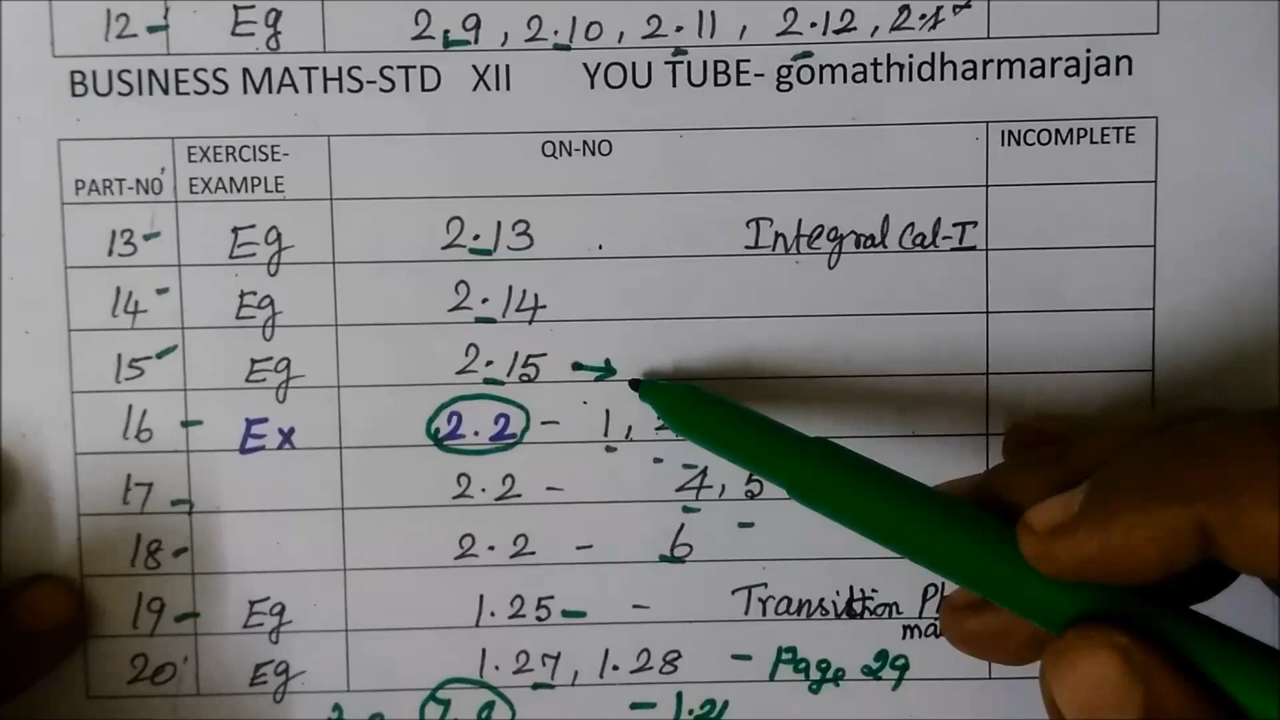 12- Eg 2.9, 2.10, 2.11, 2.12,
BUSINESS MATHS-STD XII YOU TUBE- gomathidharmarajan
PART-NO EXERCISE-EXAMPLE QN-NO INCOMPLETE
13- Eg 2.13 . Integral Cal-I
14- Eg 2.14
15- Eg 2.15 →
16- Ex 2.2 - 1,
17- 2.2 - 4, 5
18- 2.2 - 6
19- Eg 1.25 - Transition
20 Eg 1.27, 1.28 - Page 29